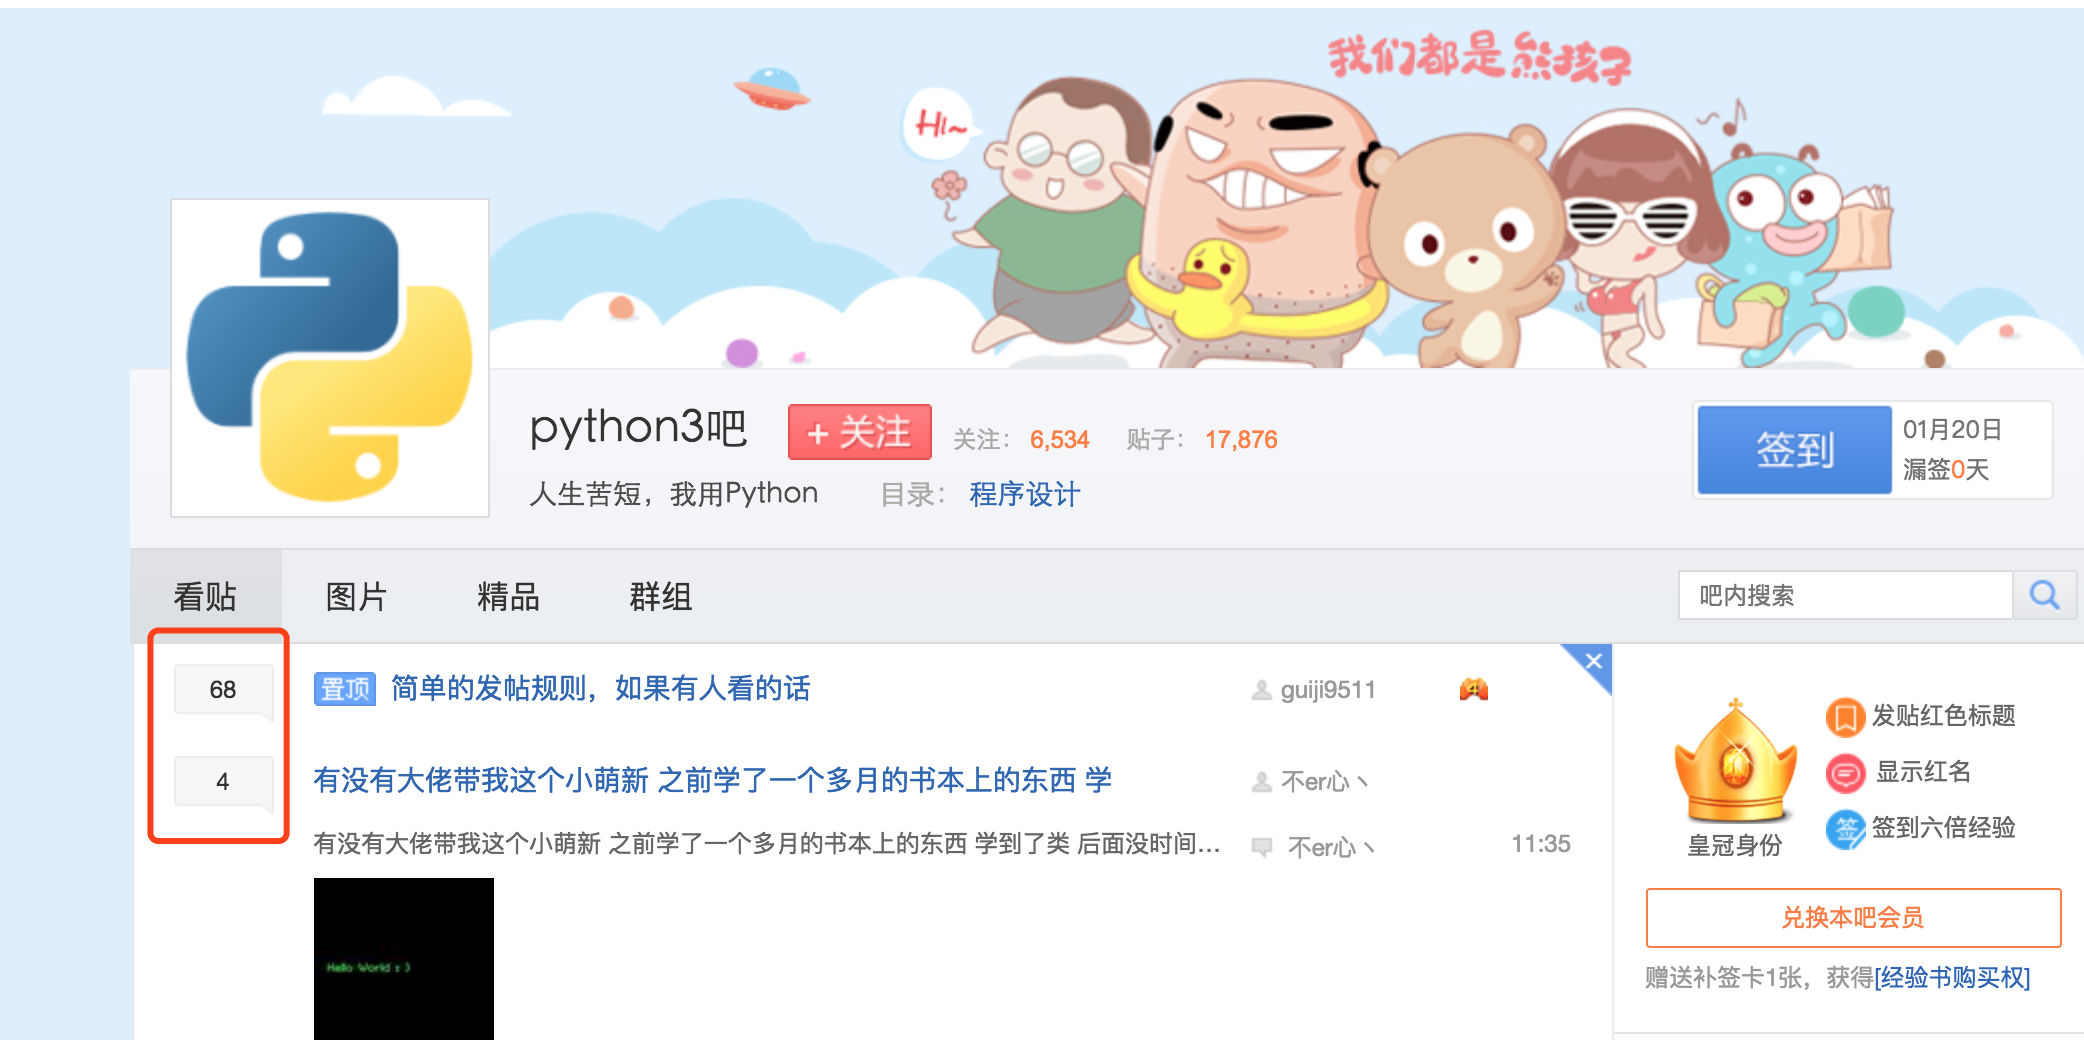 我们都是熊孩子
Hi~
python3吧
+ 关注
关注： 6,534 贴子： 17,876
签到
01月20日
漏签0天
人生苦短，我用Python 目录： 程序设计
看贴 图片 精品 群组
吧内搜索
68 置顶 简单的发帖规则，如果有人看的话 guiji9511 4
4 有没有大佬带我这个小萌新 之前学了一个多月的书本上的东西 学 不er心丶
有没有大佬带我这个小萌新 之前学了一个多月的书本上的东西 学到了类 后面没时间... 不er心丶 11:35
Hello World : )
皇冠身份
发贴红色标题
显示红名
签 签到六倍经验
兑换本吧会员
赠送补签卡1张，获得[经验书购买权]